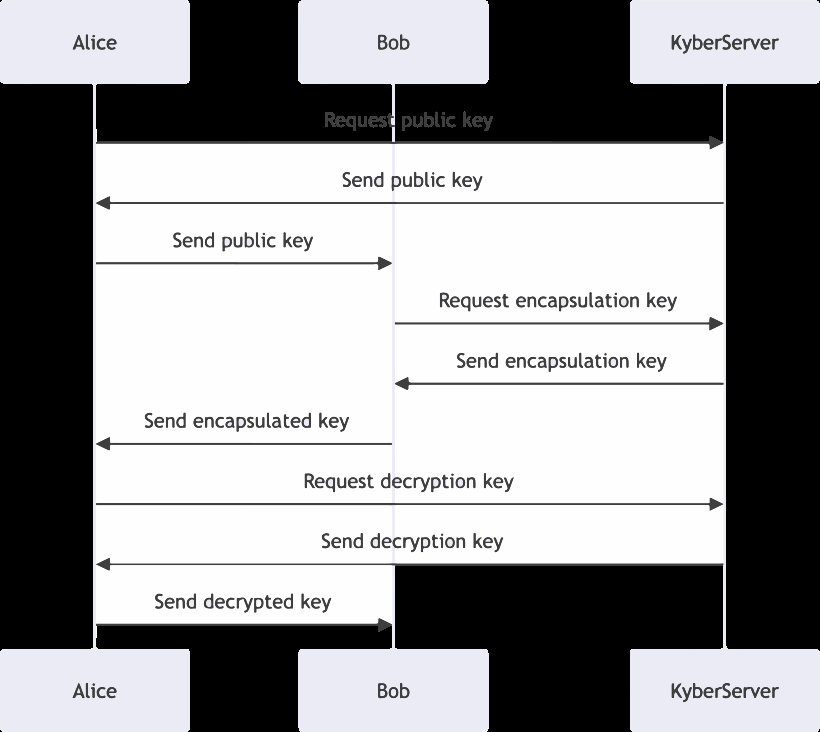 Alice Bob KyberServer
Request public key
Send public key
Send public key
Request encapsulation key
Send encapsulation key
Send encapsulated key
Request decryption key
Send decryption key
Send decrypted key
Alice Bob KyberServer